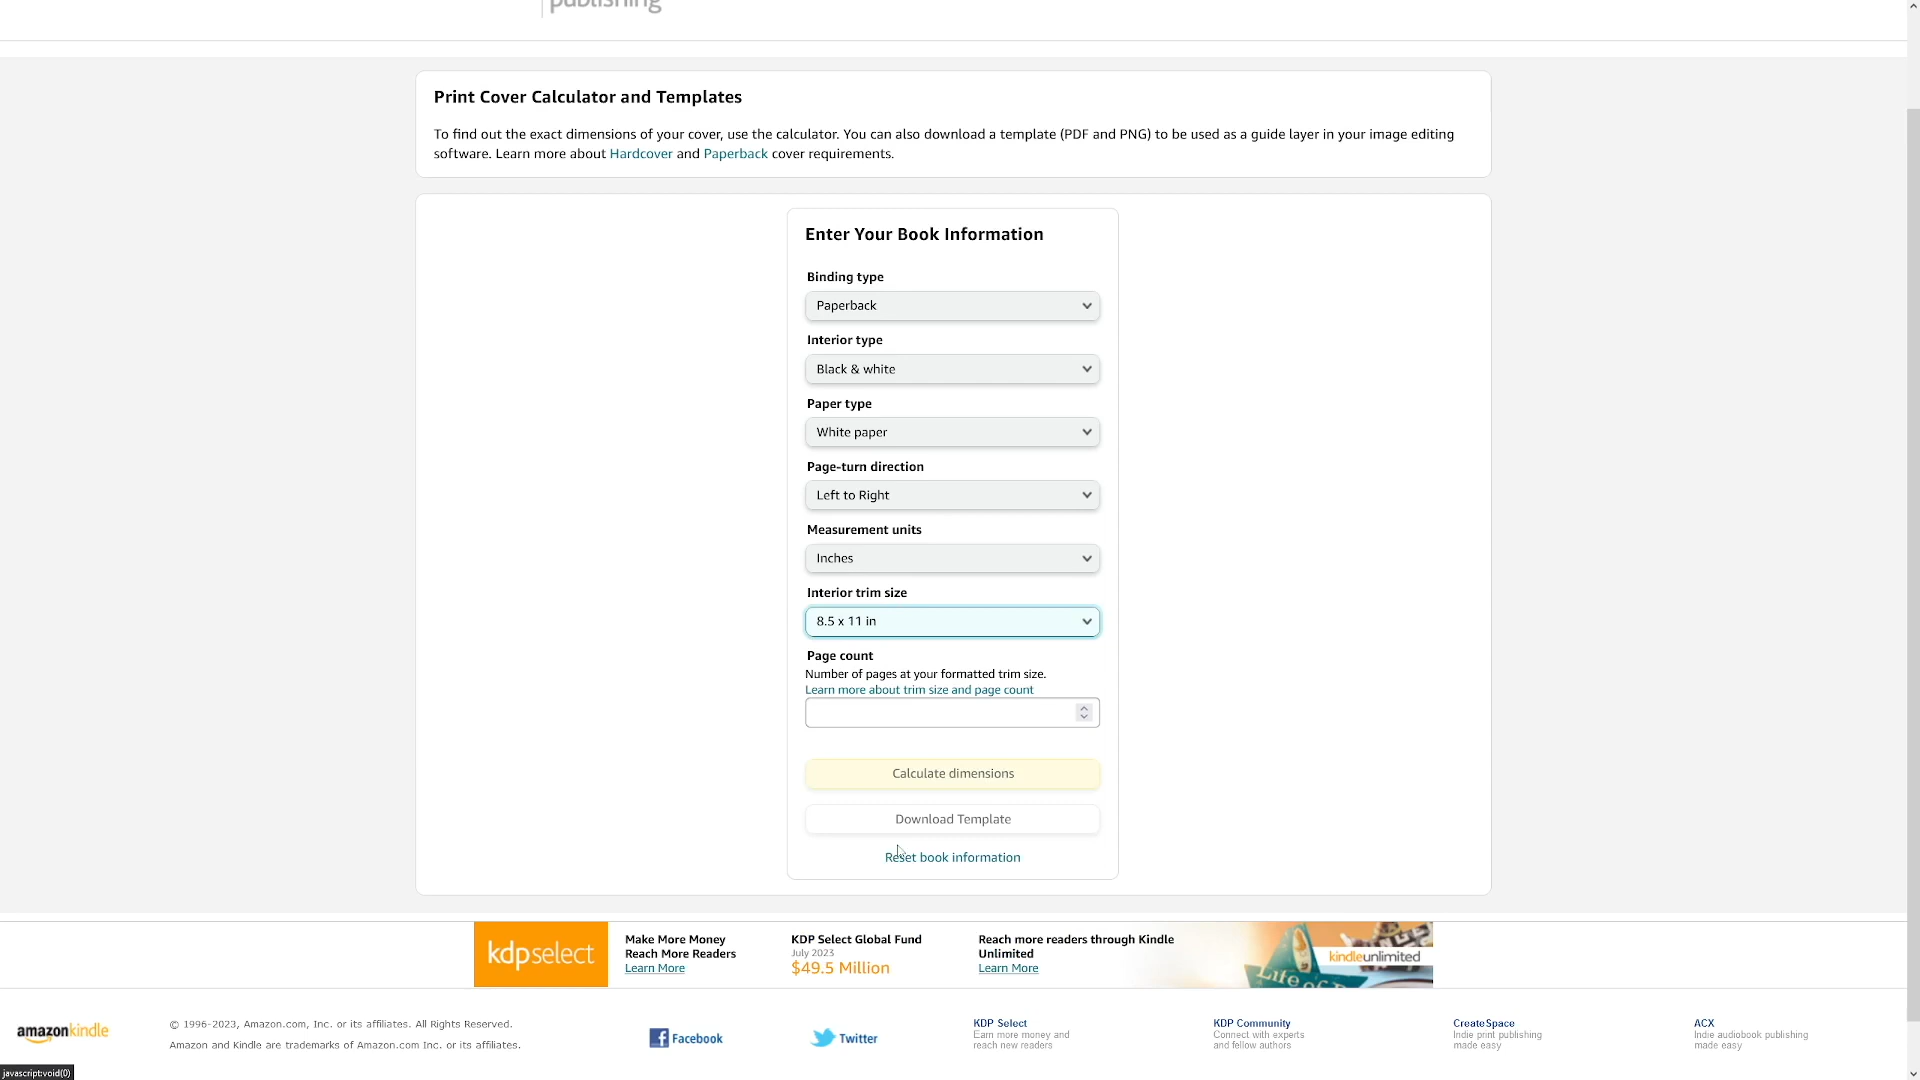 publishing
Print Cover Calculator and Templates
To find out the exact dimensions of your cover, use the calculator. You can also download a template (PDF and PNG) to be used as a guide layer in your image editing
software. Learn more about Hardcover and Paperback cover requirements.
Enter Your Book Information
Binding type
Paperback
Interior type
Black & white
Paper type
White paper
Page-turn direction
Left to Right
Measurement units
Inches
Interior trim size
8.5 x 11 in
Page count
Number of pages at your formatted trim size.
Learn more about trim size and page count
Calculate dimensions
Download Template
Reset book information
kdpselect
Make More Money
Reach More Readers
Learn More
KDP Select Global Fund
July 2023
$49.5 Million
Reach more readers through Kindle
Unlimited
Learn More
Life of
kindleunlimited
amazonkindle
© 1996-2023, Amazon.com, Inc. or its affiliates. All Rights Reserved.
Amazon and Kindle are trademarks of Amazon.com Inc. or its affiliates.
Facebook
Twitter
KDP Select
Earn more money and
reach new readers
KDP Community
Connect with experts
and fellow authors
CreateSpace
Indie print publishing
made easy
ACX
Indie audiobook publishing
made easy
javascript:void(0)